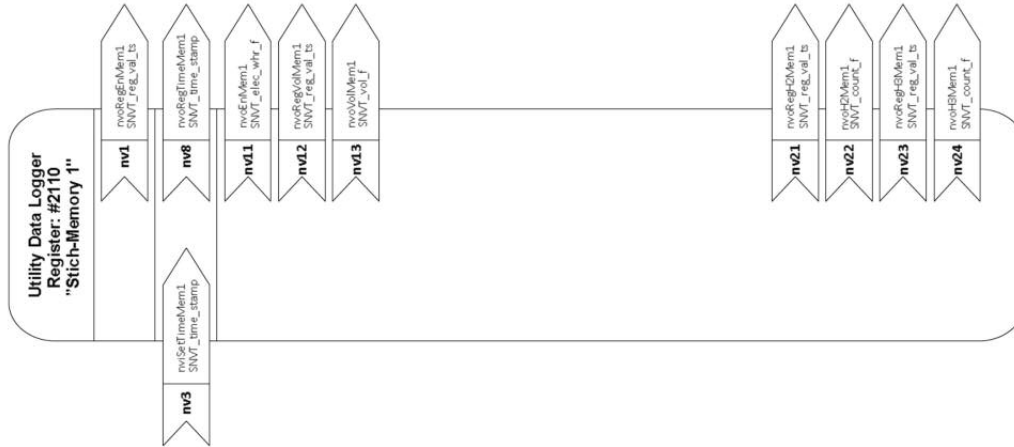 Utility Data Logger
Register: #2110
"Stich-Memory 1"
nv1
nvoRegEnMem1
SNVT_reg_val_ts
nv3
nviSetTimeMem1
SNVT_time_stamp
nv8
nvoRegTimeMem1
SNVT_time_stamp
nv11
nvoEnMem1
SNVT_elec_whr_f
nv12
nvoRegVolMem1
SNVT_reg_val_ts
nv13
nvoVolMem1
SNVT_vol_f
nv21
nvoRegH2Mem1
SNVT_reg_val_ts
nv22
nvoH2Mem1
SNVT_count_f
nv23
nvoRegH3Mem1
SNVT_reg_val_ts
nv24
nvoH3Mem1
SNVT_count_f